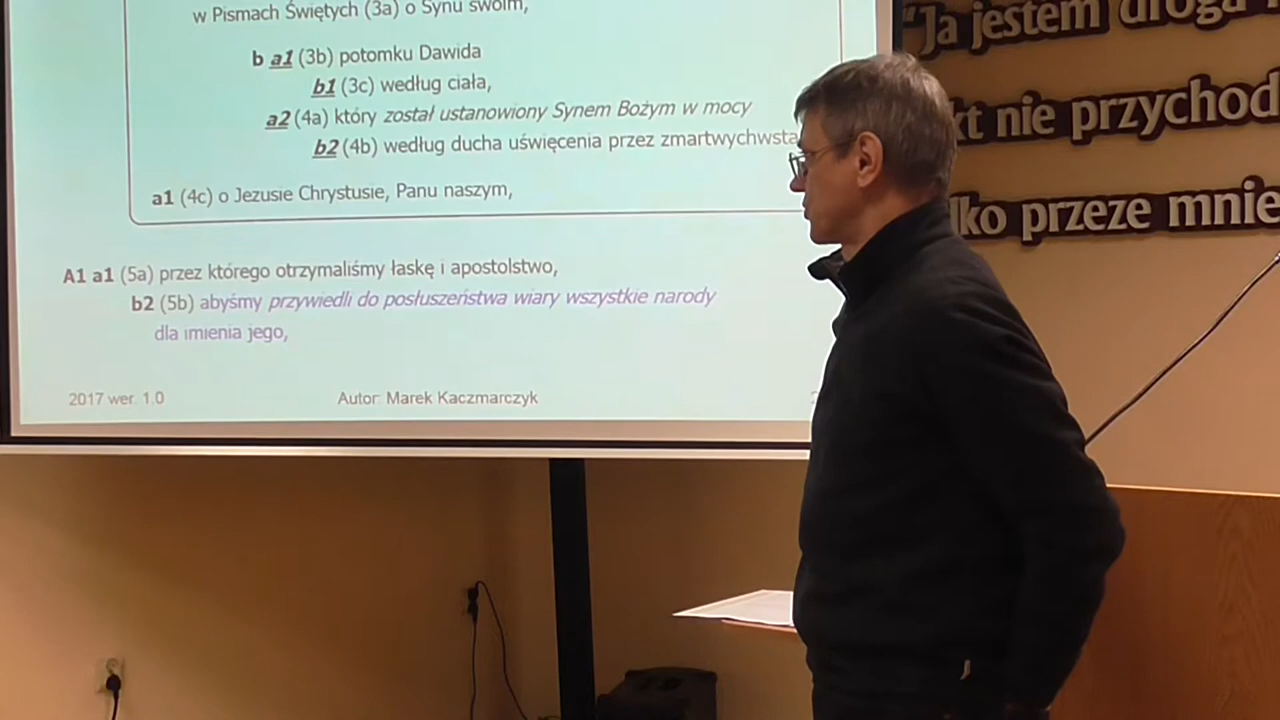 w Pismach Świętych (3a) o Synu swoim,
b a1 (3b) potomku Dawida
b1 (3c) według ciała,
a2 (4a) który został ustanowiony Synem Bożym w mocy
b2 (4b) według ducha uświęcenia przez zmartwychwsta
a1 (4c) o Jezusie Chrystusie, Panu naszym,
A1 a1 (5a) przez którego otrzymaliśmy łaskę i apostolstwo,
b2 (5b) abyśmy przywiedli do posłuszeństwa wiary wszystkie narody
dla imienia jego,
2017 wer. 1.0
Autor: Marek Kaczmarczyk
"Ja jestem drogą
kt nie przychod
lko przeze mnie